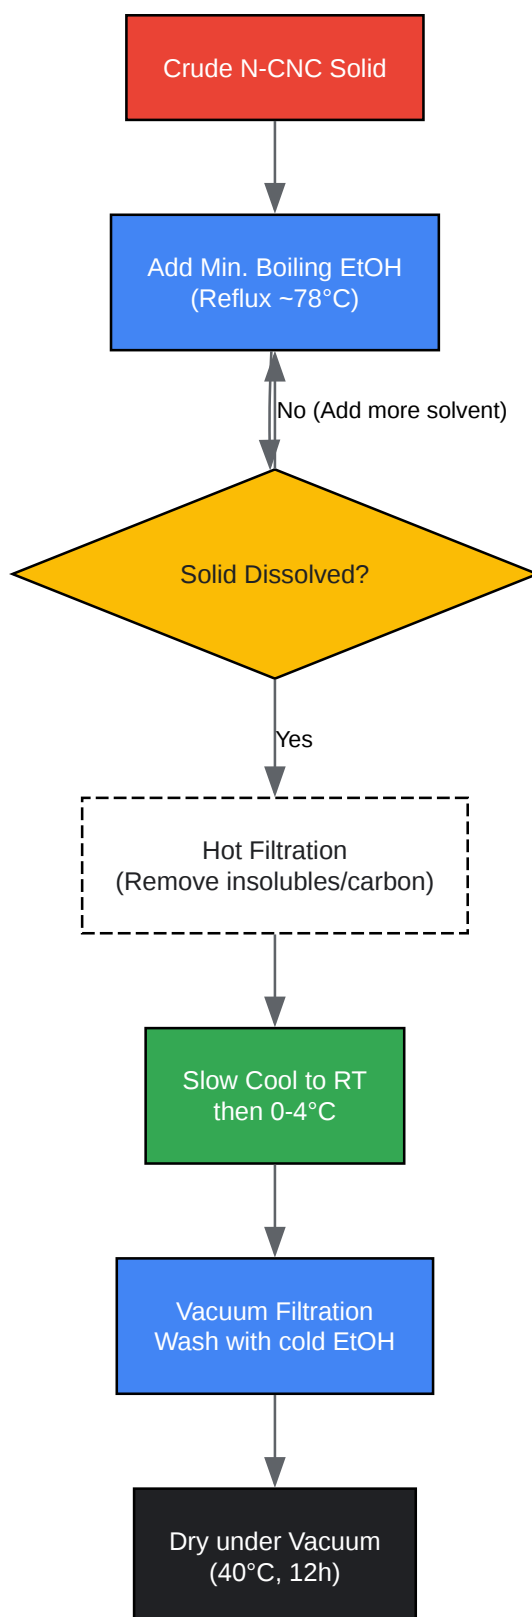 Crude N-CNC Solid
Add Min. Boiling EtOH
(Reflux ~78°C)
No (Add more solvent)
Solid Dissolved?
Yes
Hot Filtration
(Remove insolubles/carbon)
Slow Cool to RT
then 0-4°C
Vacuum Filtration
Wash with cold EtOH
Dry under Vacuum
(40°C, 12h)